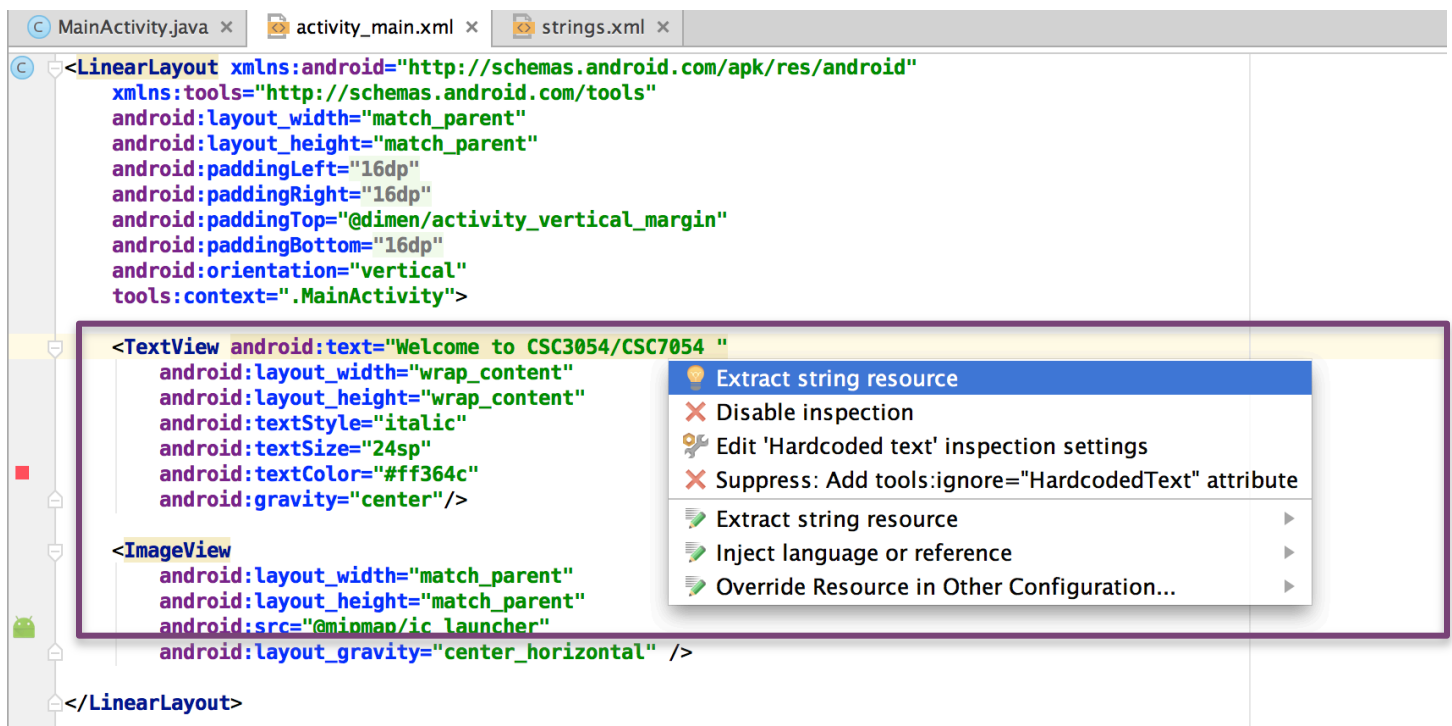 MainActivity.java × activity_main.xml × strings.xml ×
<LinearLayout xmlns:android="http://schemas.android.com/apk/res/android"
xmlns:tools="http://schemas.android.com/tools"
android:layout_width="match_parent"
android:layout_height="match_parent"
android:paddingLeft="16dp"
android:paddingRight="16dp"
android:paddingTop="@dimen/activity_vertical_margin"
android:paddingBottom="16dp"
android:orientation="vertical"
tools:context=".MainActivity">
<TextView android:text="Welcome to CSC3054/CSC7054 "
android:layout_width="wrap_content"
android:layout_height="wrap_content"
android:textStyle="italic"
android:textSize="24sp"
android:textColor="#ff364c"
android:gravity="center"/>
<ImageView
android:layout_width="match_parent"
android:layout_height="match_parent"
android:src="@mipmap/ic_launcher"
android:layout_gravity="center_horizontal" />
</LinearLayout>
Extract string resource
Disable inspection
Edit 'Hardcoded text' inspection settings
Suppress: Add tools:ignore="HardcodedText" attribute
Extract string resource
Inject language or reference
Override Resource in Other Configuration...